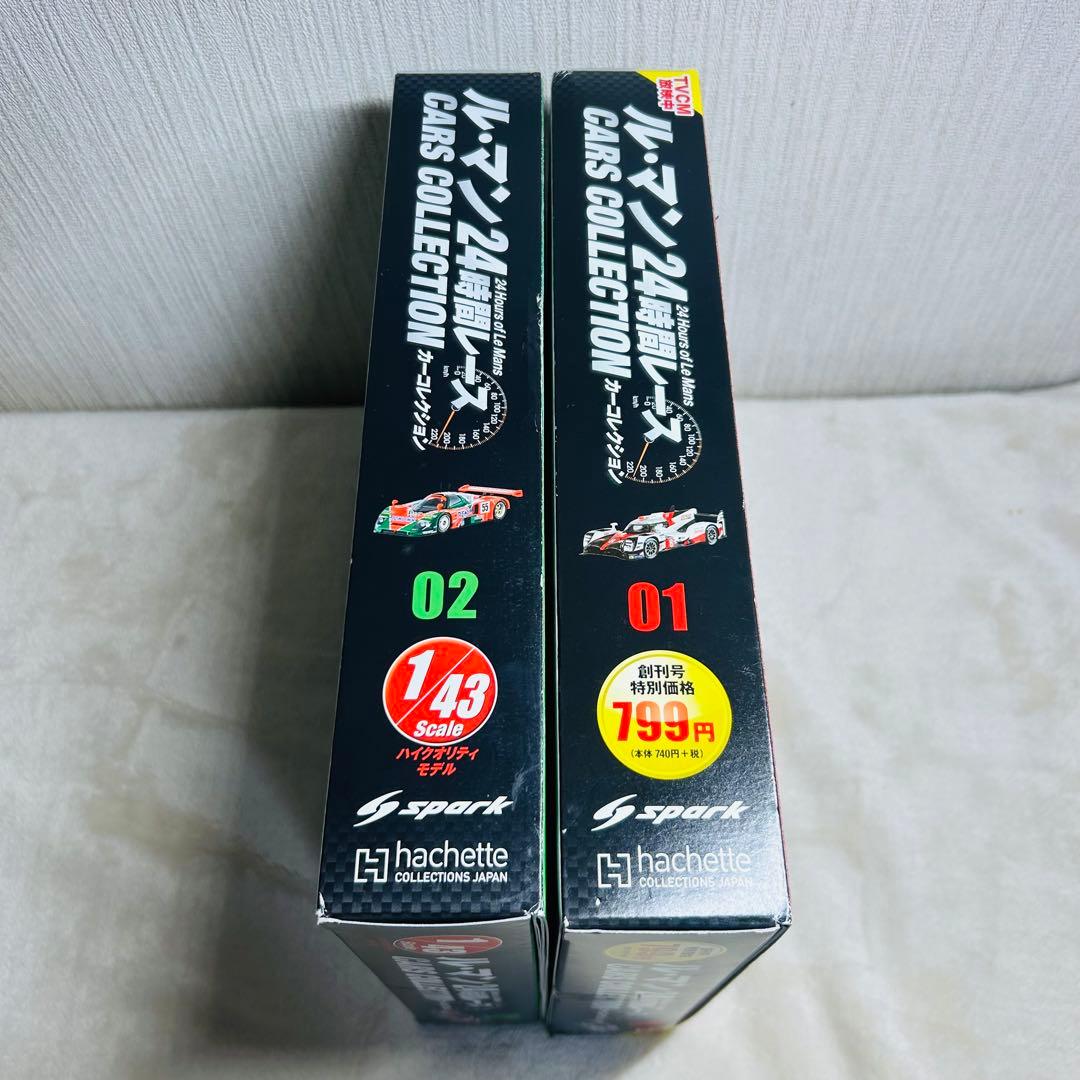 ル・マン24時間レース
24 Hours of Le Mans
CARS COLLECTION
カーコレクション
55
02
1/43
Scale
ハイクオリティ
モデル
spark
hachette
COLLECTIONS JAPAN
TVCM
放映中
ル・マン24時間レース
24 Hours of Le Mans
CARS COLLECTION
カーコレクション
01
創刊号
特別価格
799円
(本体 740円+税)
spark
hachette
COLLECTIONS JAPAN